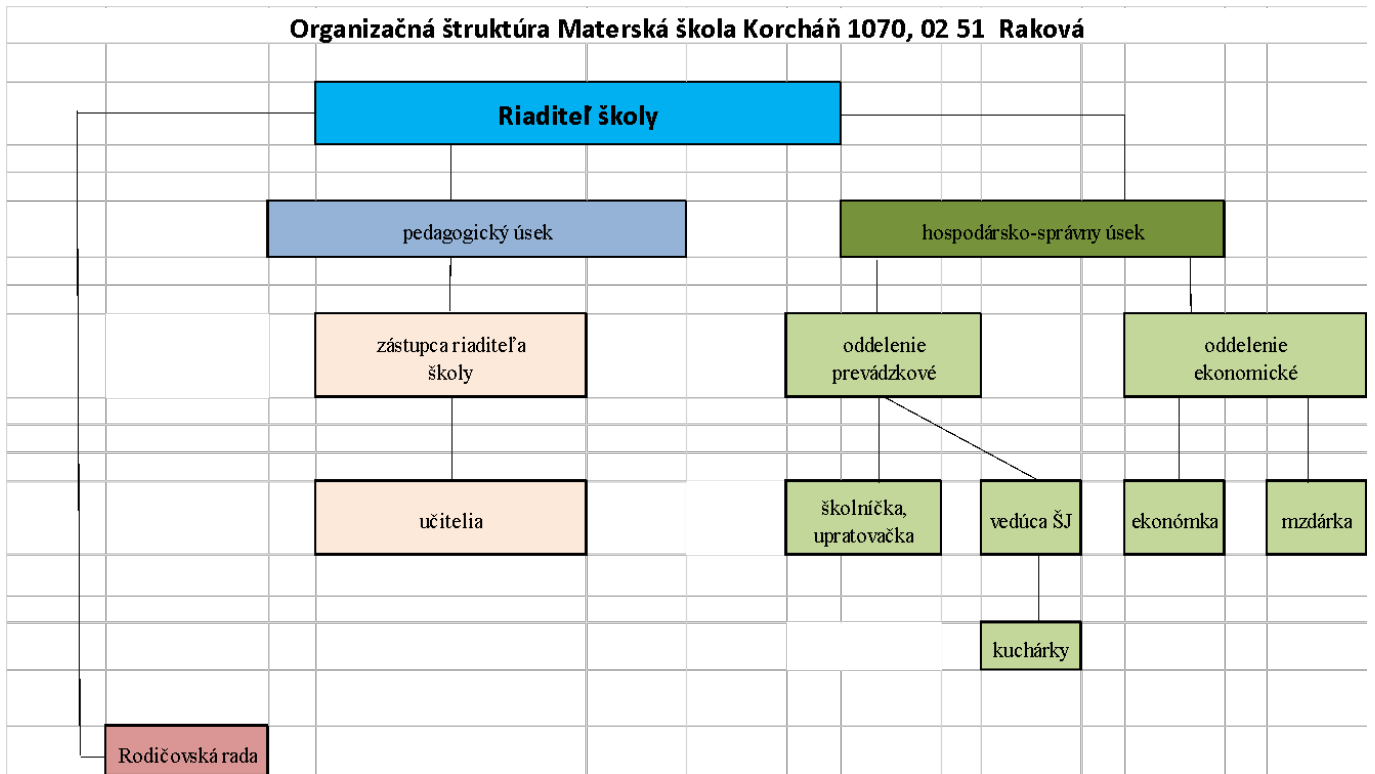 Organizačná štruktúra Materská škola Korcháň 1070, 02 51 Raková
Riaditeľ školy
pedagogický úsek
hospodársko-správny úsek
zástupca riaditeľa
školy
oddelenie
prevádzkové
oddelenie
ekonomické
učitelia
školníčka,
upratovačka
vedúca ŠJ
ekonómka
mzdárka
kuchárky
Rodičovská rada